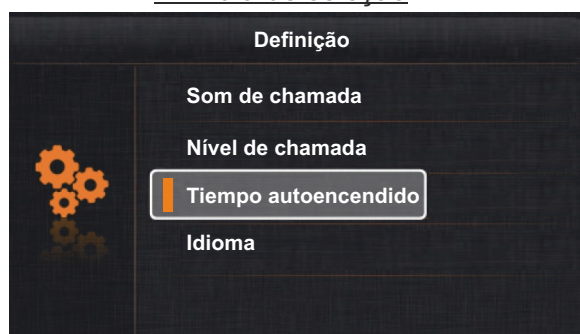 Definição
Som de chamada
Nível de chamada
Tiempo autoencendido
Idioma